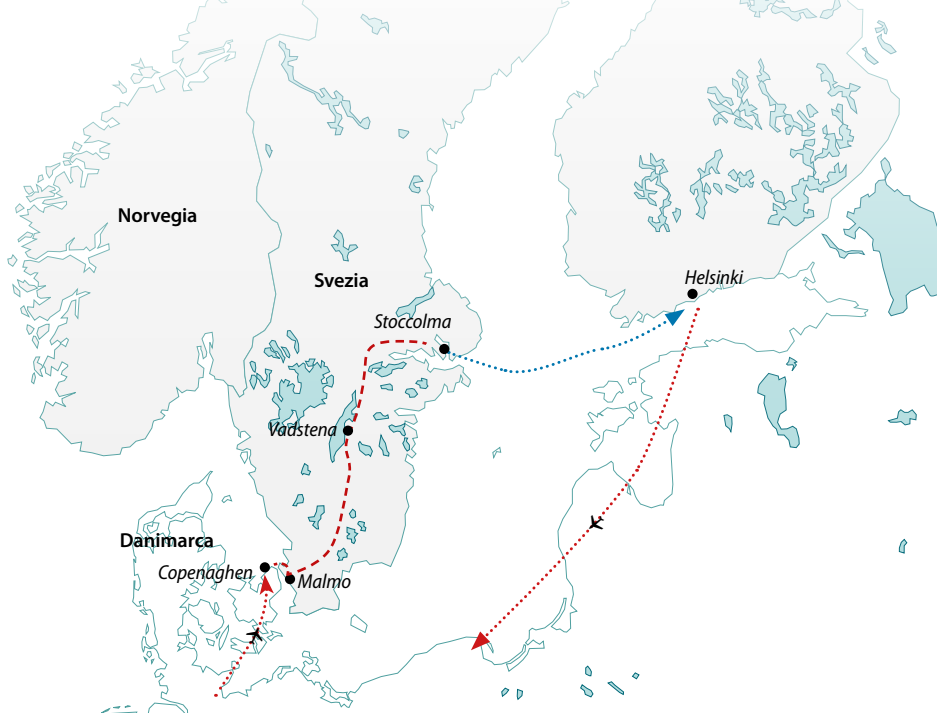 Norvegia
Helsinki
Svezia
Stoccolma
Vadstena
Danimarca
Copenaghen
Malmo